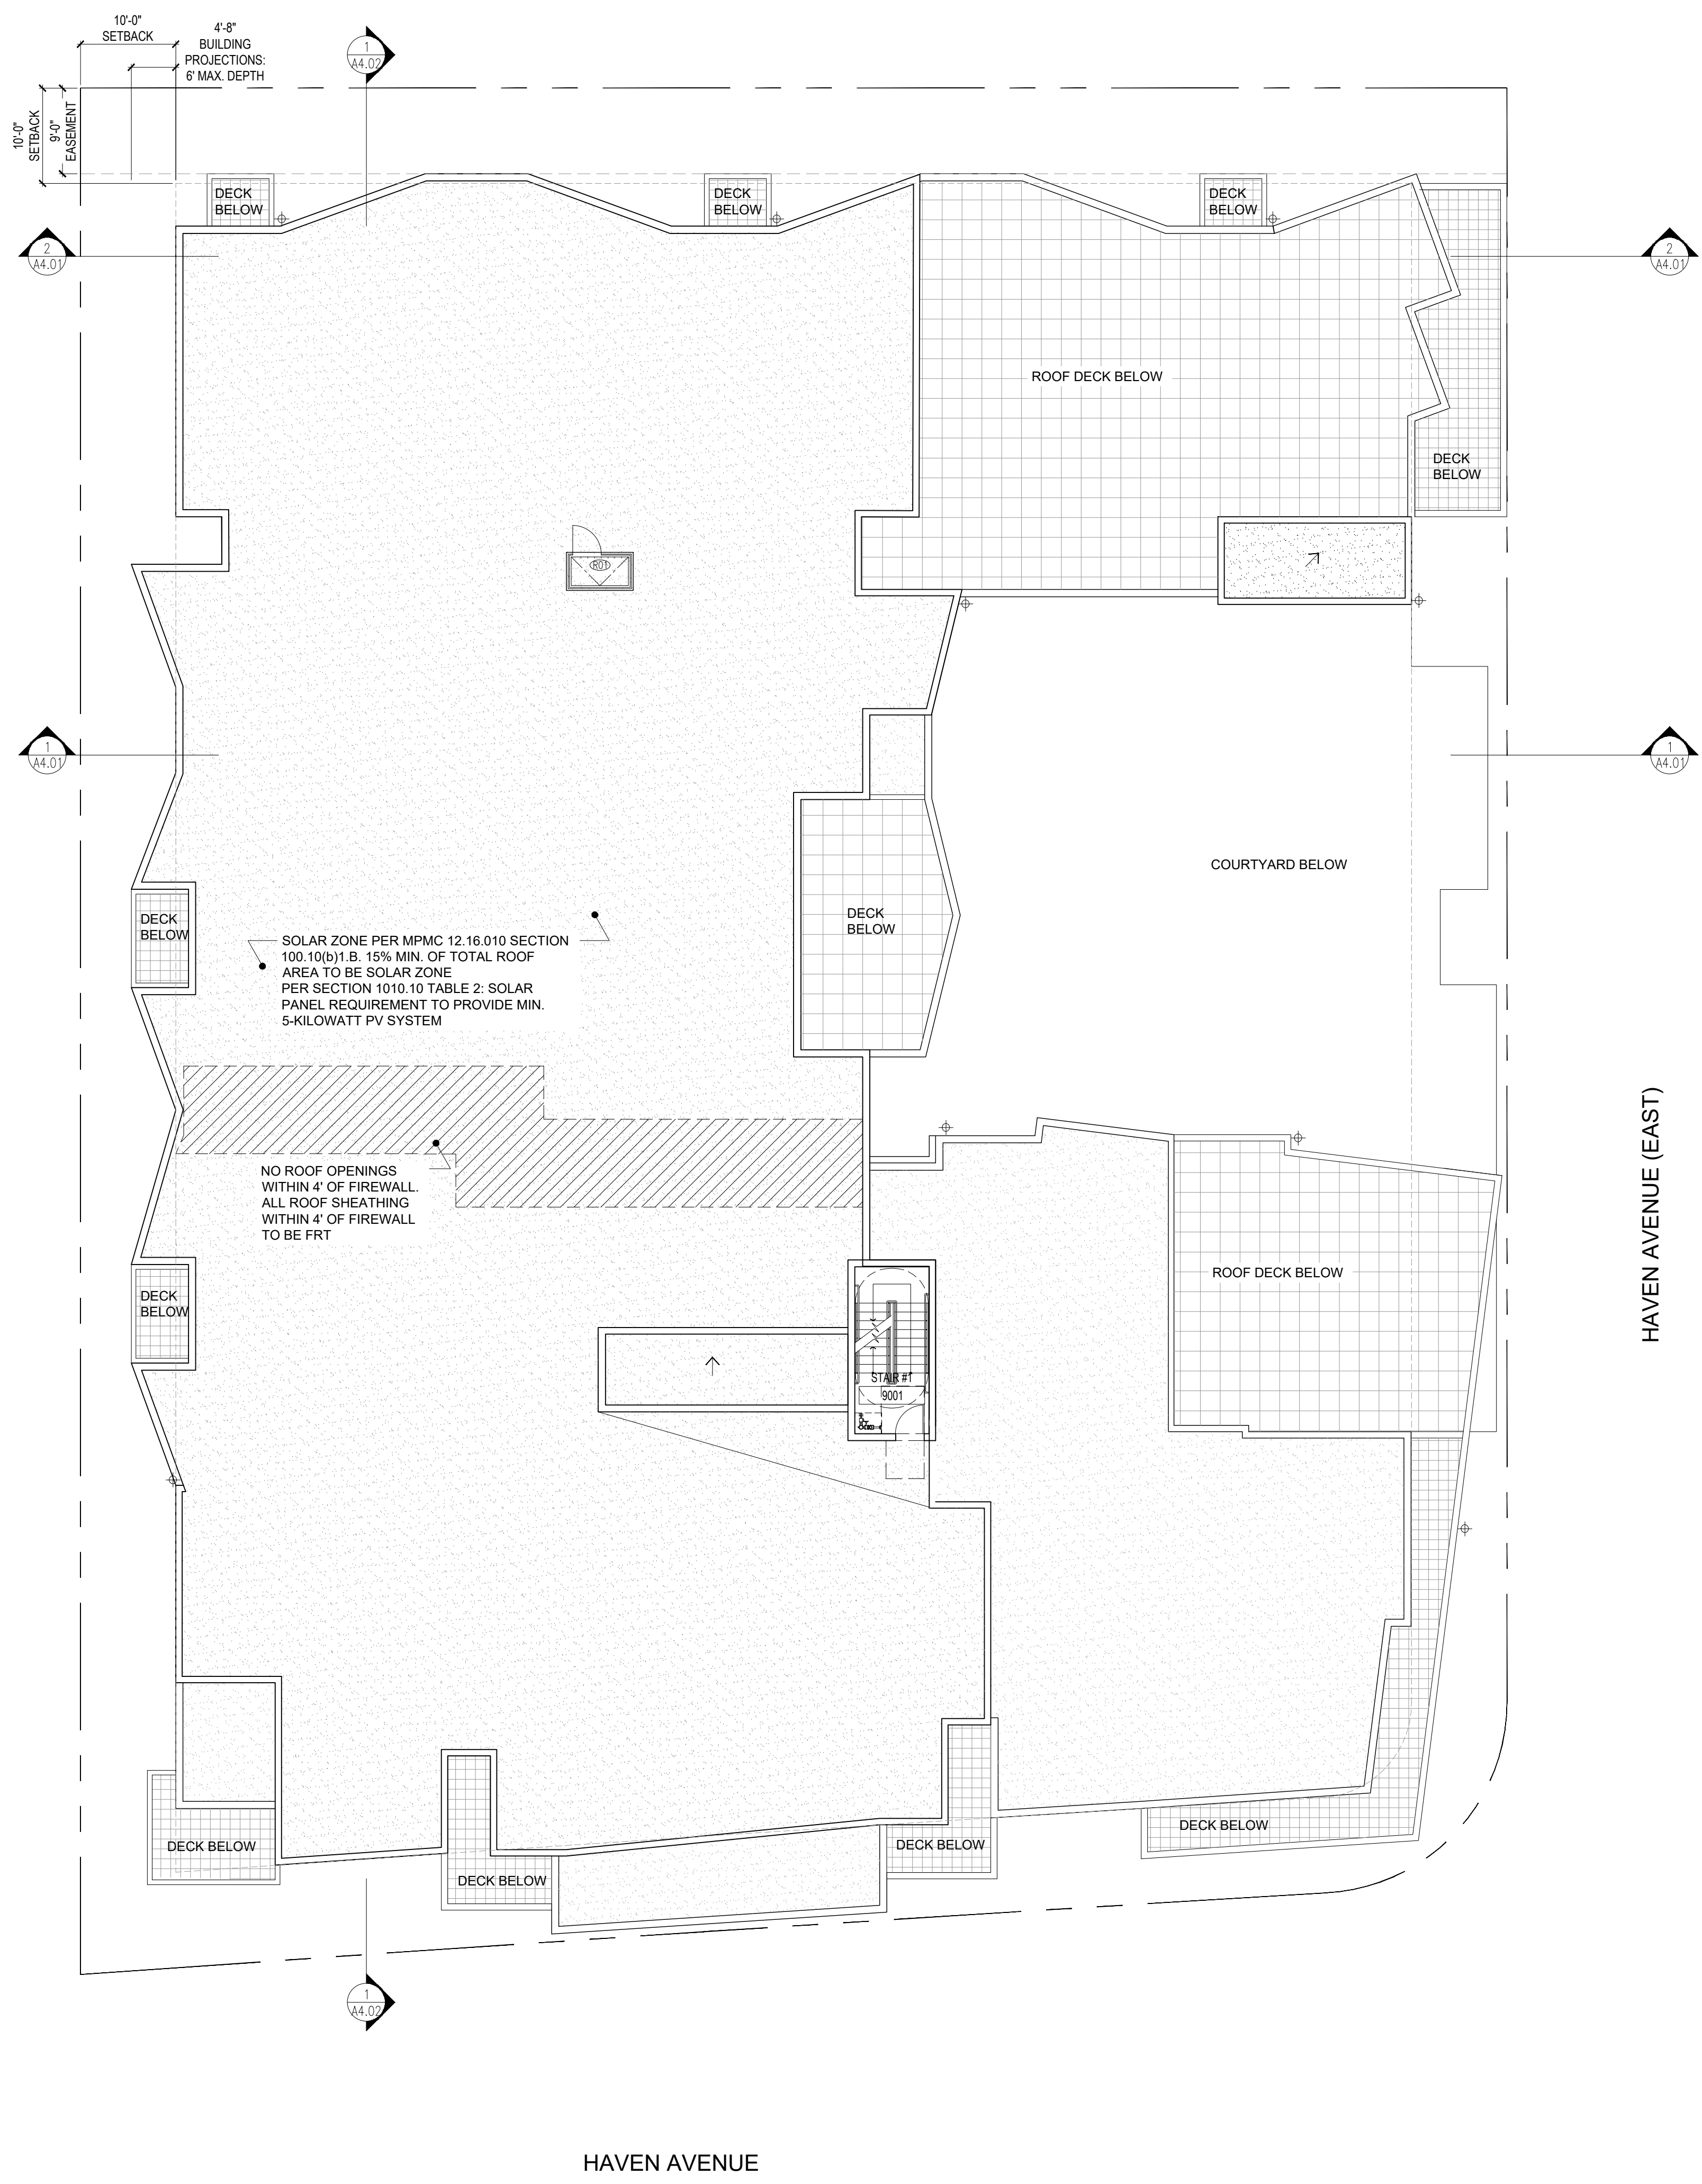 10'-0"
SETBACK
4'-8"
BUILDING
PROJECTIONS:
6' MAX. DEPTH
1
A4.02
10'-0"
SETBACK
9'-0"
EASEMENT
DECK
BELOW
DECK
BELOW
DECK
BELOW
2
A4.01
2
A4.01
ROOF DECK BELOW
DECK
BELOW
R01
1
A4.01
1
A4.01
COURTYARD BELOW
DECK
BELOW
DECK
BELOW
SOLAR ZONE PER MPMC 12.16.010 SECTION
100.10(b)1.B. 15% MIN. OF TOTAL ROOF
AREA TO BE SOLAR ZONE
PER SECTION 1010.10 TABLE 2: SOLAR
PANEL REQUIREMENT TO PROVIDE MIN.
5-KILOWATT PV SYSTEM
NO ROOF OPENINGS
WITHIN 4' OF FIREWALL.
ALL ROOF SHEATHING
WITHIN 4' OF FIREWALL
TO BE FRT
HAVEN AVENUE (EAST)
ROOF DECK BELOW
DECK
BELOW
STAIR #1
9001
DECK BELOW
DECK BELOW
DECK BELOW
DECK BELOW
1
A4.02
HAVEN AVENUE